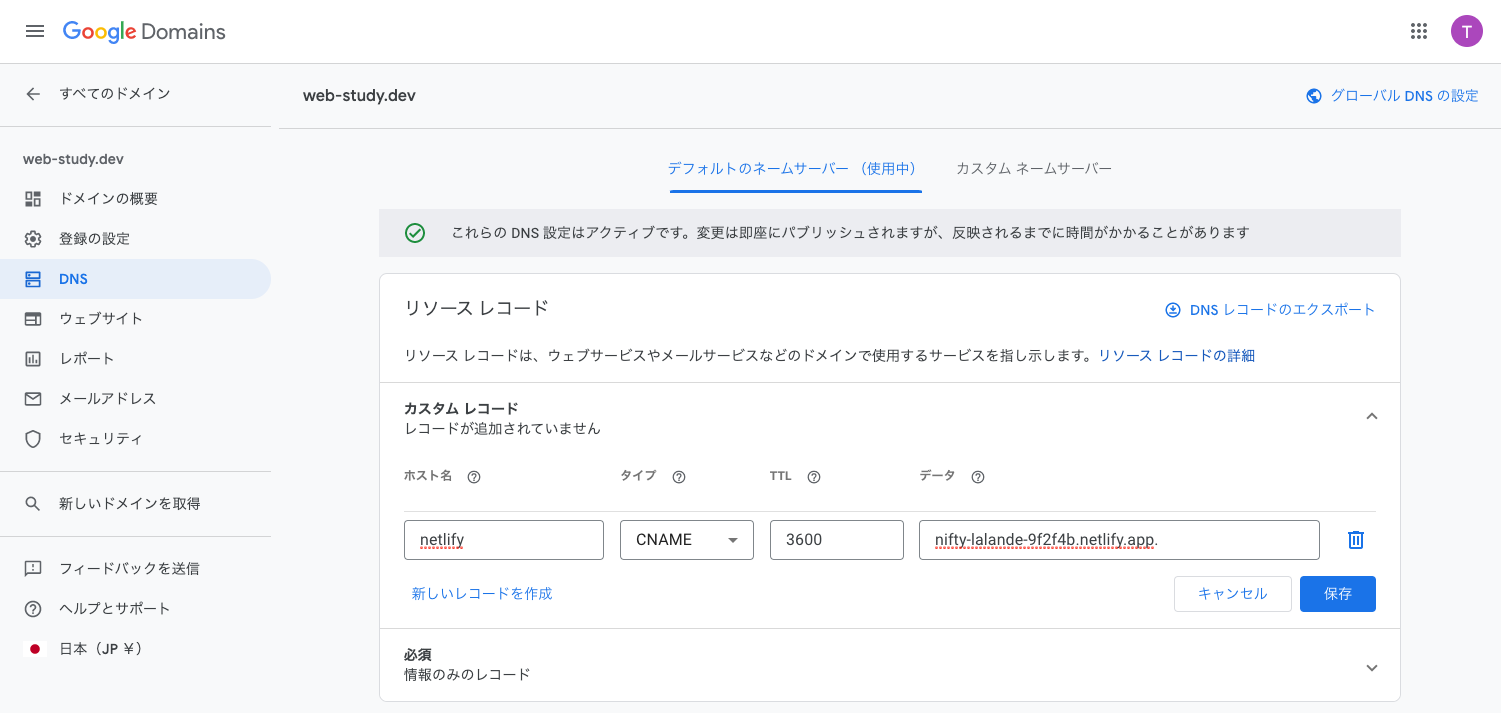 Google Domains
T
すべてのドメイン
web-study.dev
グローバル DNS の設定
web-study.dev
ドメインの概要
登録の設定
DNS
ウェブサイト
レポート
メールアドレス
セキュリティ
新しいドメインを取得
フィードバックを送信
ヘルプとサポート
日本（JP ￥）
デフォルトのネームサーバー （使用中）
カスタム ネームサーバー
これらの DNS 設定はアクティブです。変更は即座にパブリッシュされますが、反映されるまでに時間がかかることがあります
リソース レコード
DNS レコードのエクスポート
リソース レコードは、ウェブサービスやメールサービスなどのドメインで使用するサービスを指し示します。リソース レコードの詳細
カスタム レコード
レコードが追加されていません
ホスト名 タイプ TTL データ
netlify CNAME 3600 nifty-lalande-9f2f4b.netlify.app.
新しいレコードを作成
キャンセル 保存
必須
情報のみのレコード